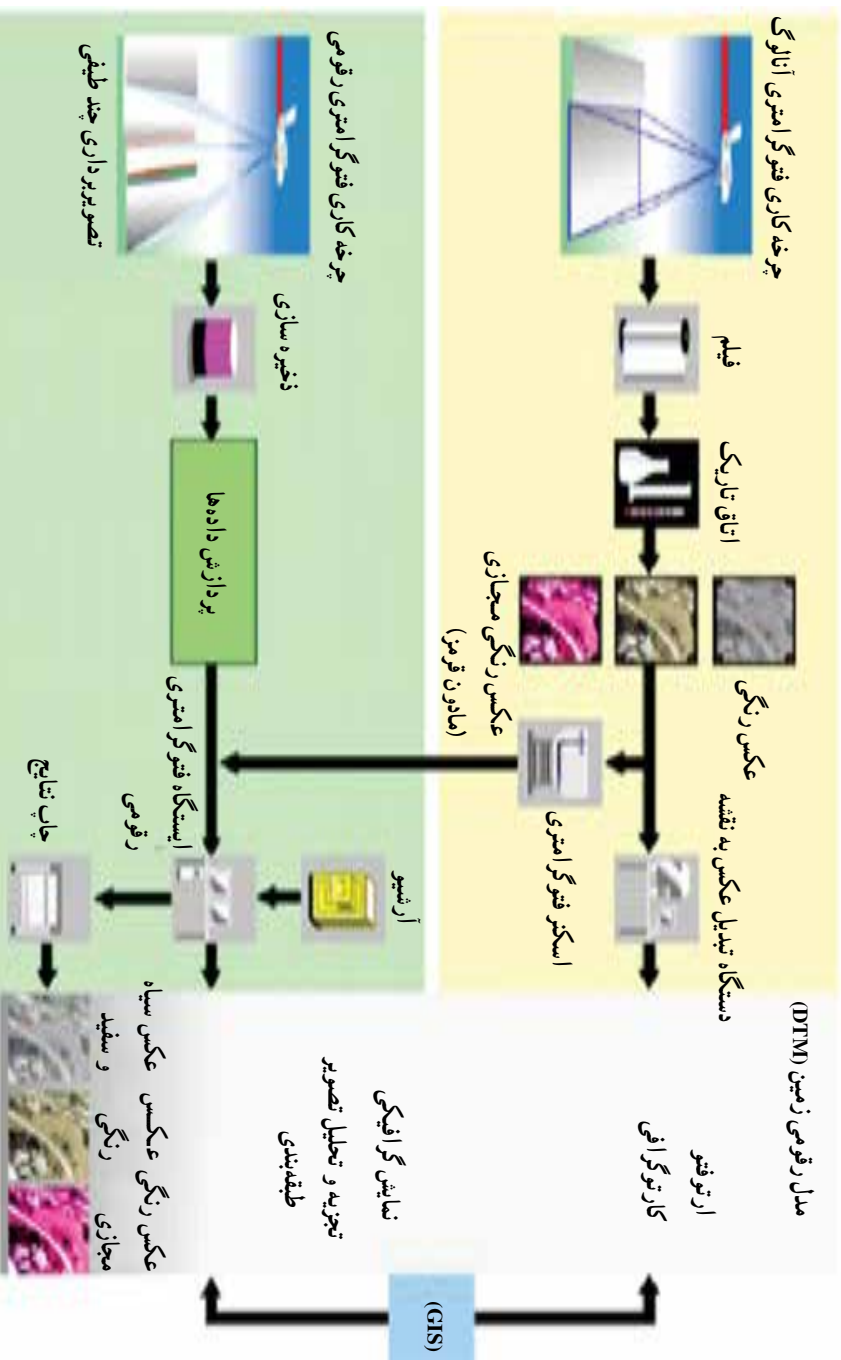 چرخه کاری فتوگرامتری آنالوگ
فیلم
اتاق تاریک
عکس رنگی
عکس رنگی مجازی
(مادون قرمز)
اسکنر فتوگرامتری
دستگاه تبدیل عکس به نقشه
مدل رقومی زمین (DTM)
ارتوفتو
کارتوگرافی
چرخه کاری فتوگرامتری رقومی
تصویربرداری چند طیفی
ذخیره سازی
پردازش داده‌ها
ایستگاه فتوگرامتری
رقومی
آرشیو
چاپ نتایج
نمایش گرافیکی
تجزیه و تحلیل تصویر
طبقه‌بندی
عکس سیاه
و سفید
عکس
رنگی
عکس رنگی
مجازی
(GIS)